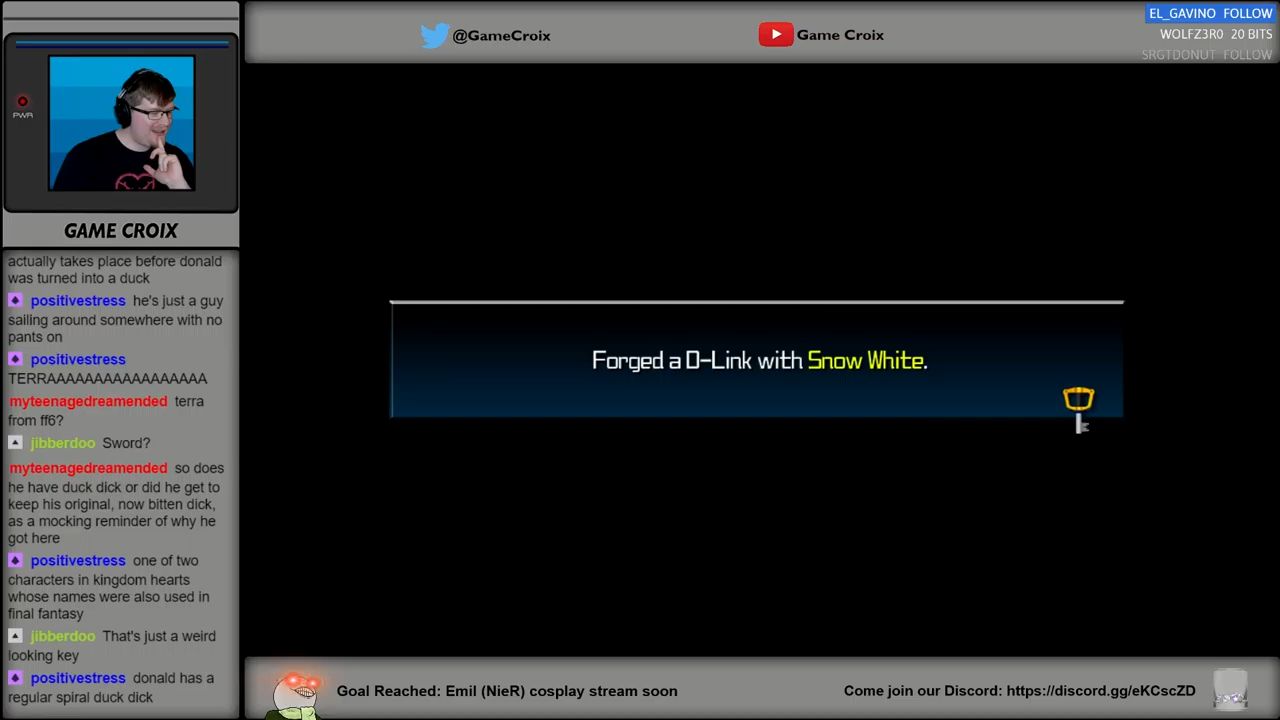 @GameCroix
Game Croix
EL_GAVINO FOLLOW
WOLFZ3R0 20 BITS
SRGTDONUT FOLLOW
PWR
GAME CROIX
actually takes place before donald
was turned into a duck
positivestress he's just a guy
sailing around somewhere with no
pants on
positivestress
TERRAAAAAAAAAAAAAAAAA
myteenagedreamended terra
from ff6?
jibberdoo Sword?
myteenagedreamended so does
he have duck dick or did he get to
keep his original, now bitten dick,
as a mocking reminder of why he
got here
positivestress one of two
characters in kingdom hearts
whose names were also used in
final fantasy
jibberdoo That's just a weird
looking key
positivestress donald has a
regular spiral duck dick
Forged a D-Link with Snow White.
Goal Reached: Emil (NieR) cosplay stream soon
Come join our Discord: https://discord.gg/eKCscZD